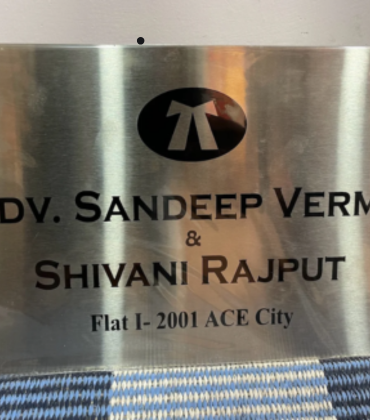 DV. SANDEEP VERM
&
SHIVANI RAJPUT
Flat I- 2001 ACE City